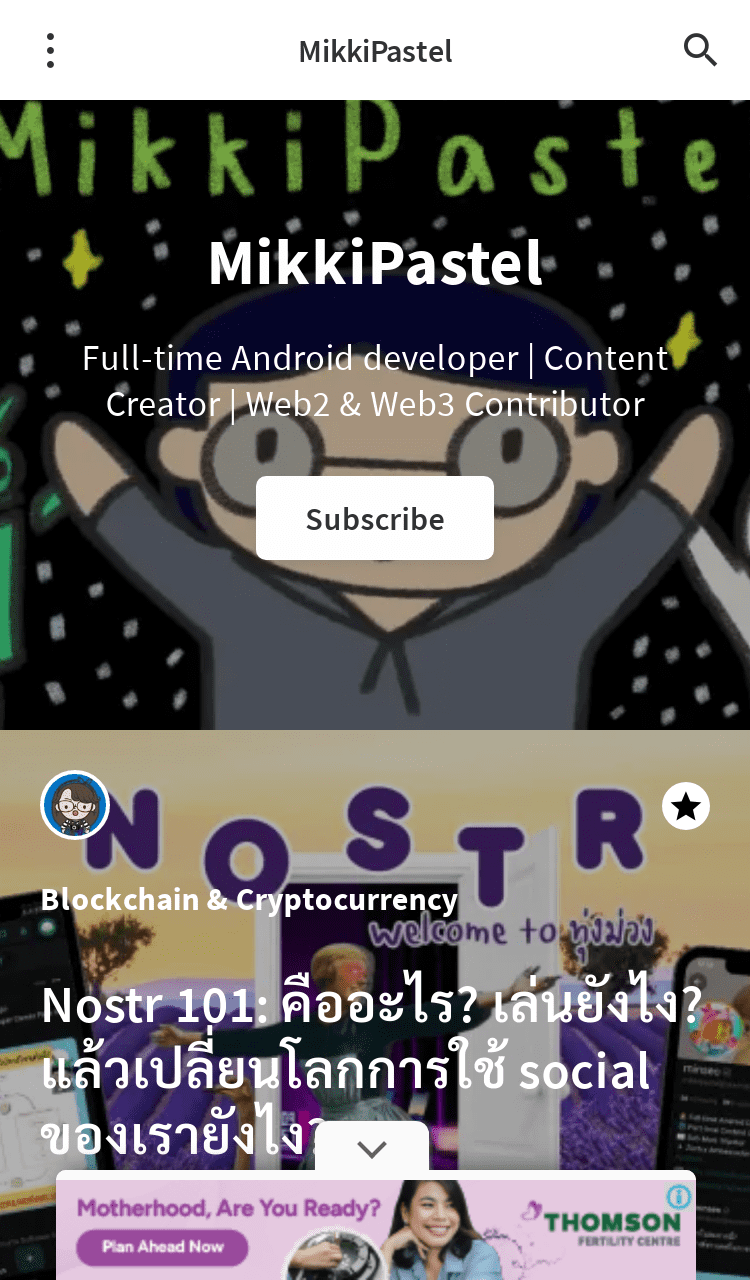 MikkiPastel
MikkiPaste
MikkiPastel
Full-time Android developer | Content
Creator | Web2 & Web3 Contributor
Subscribe
NOSTR
Blockchain & Cryptocurrency
welcome to ทุ่งม่วง
Nostr 101: คืออะไร? เล่นยังไง?
แล้วเปลี่ยนโลกการใช้ social
ของเรายังไง?
Motherhood, Are You Ready?
Plan Ahead Now
THOMSON
FERTILITY CENTRE